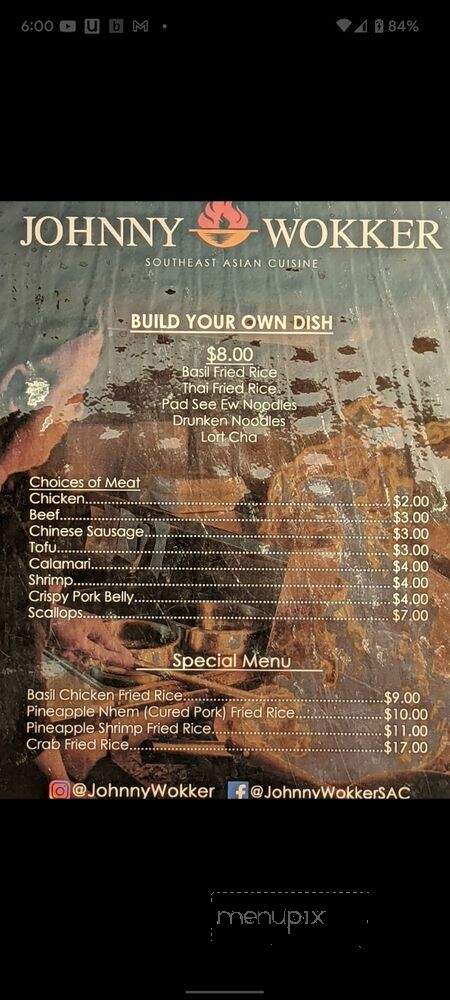 6:00 84%
JOHNNY WOKKER
SOUTHEAST ASIAN CUISINE
BUILD YOUR OWN DISH
$8.00
Basil Fried Rice
Thai Fried Rice
Pad See Ew Noodles
Drunken Noodles
Lort Cha
Choices of Meat
Chicken..............................$2.00
Beef..............................$3.00
Chinese Sausage..............................$3.00
Tofu..............................$3.00
Calamari..............................$4.00
Shrimp..............................$4.00
Crispy Pork Belly..............................$4.00
Scallops..............................$7.00
Special Menu
Basil Chicken Fried Rice..............................$9.00
Pineapple Nhem (Cured Pork) Fried Rice..............................$10.00
Pineapple Shrimp Fried Rice..............................$11.00
Crab Fried Rice..............................$17.00
@JohnnyWokker @JohnnyWokkerSAC
menupix